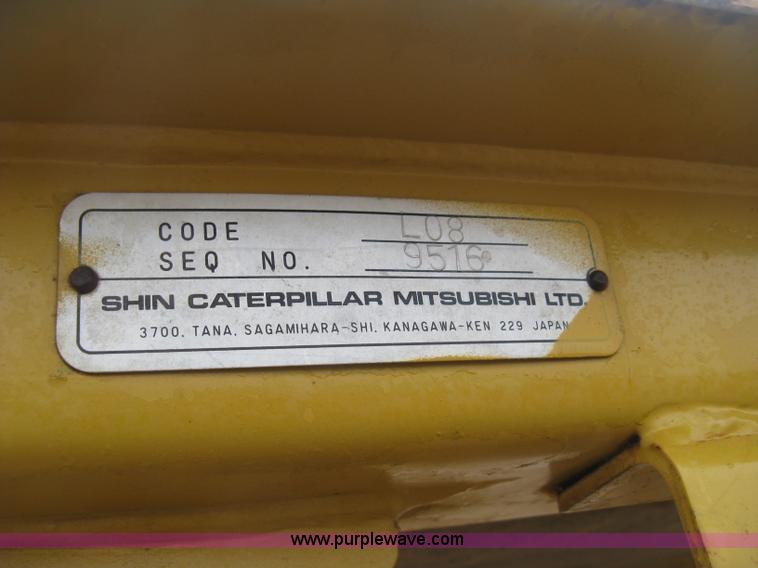 CODE L08
SEQ NO. 9516
SHIN CATERPILLAR MITSUBISHI LTD.
3700, TANA, SAGAMIHARA-SHI, KANAGAWA-KEN 229 JAPAN
www.purplewave.com